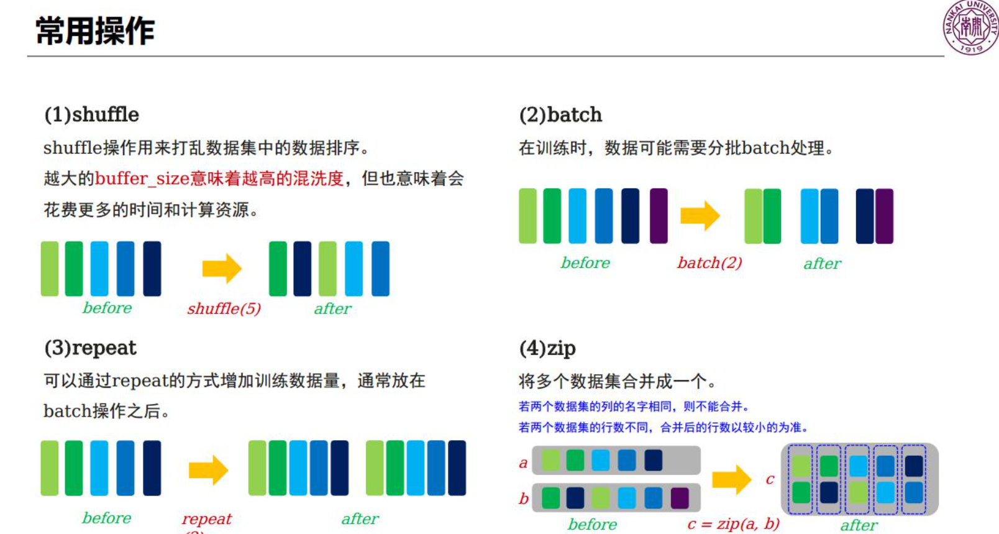 常用操作
NANKAI UNIVERSITY
南開
1919
(1)shuffle
shuffle操作用来打乱数据集中的数据排序。
越大的buffer_size意味着越高的混洗度，但也意味着会
花费更多的时间和计算资源。
before
shuffle(5)
after
(2)batch
在训练时，数据可能需要分批batch处理。
before
batch(2)
after
(3)repeat
可以通过repeat的方式增加训练数据量，通常放在
batch操作之后。
before
repeat
after
(4)zip
将多个数据集合并成一个。
若两个数据集的列的名字相同，则不能合并。
若两个数据集的行数不同，合并后的行数以较小的为准。
a
b
c
before
c = zip(a, b)
after